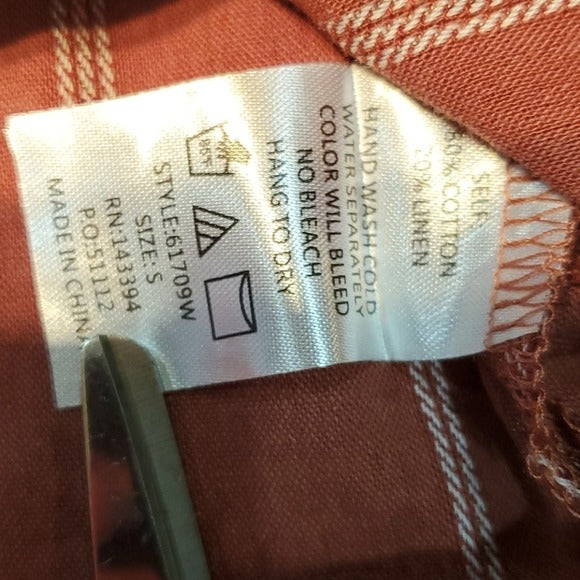 SELF
COTTON
LINEN
HAND WASH COLD
WATER SEPARATELY
COLOR WILL BLEED
NO BLEACH
HANG TO DRY
STYLE:61709W
SIZE:S
RN:143394
PO:51112
MADE IN CHINA